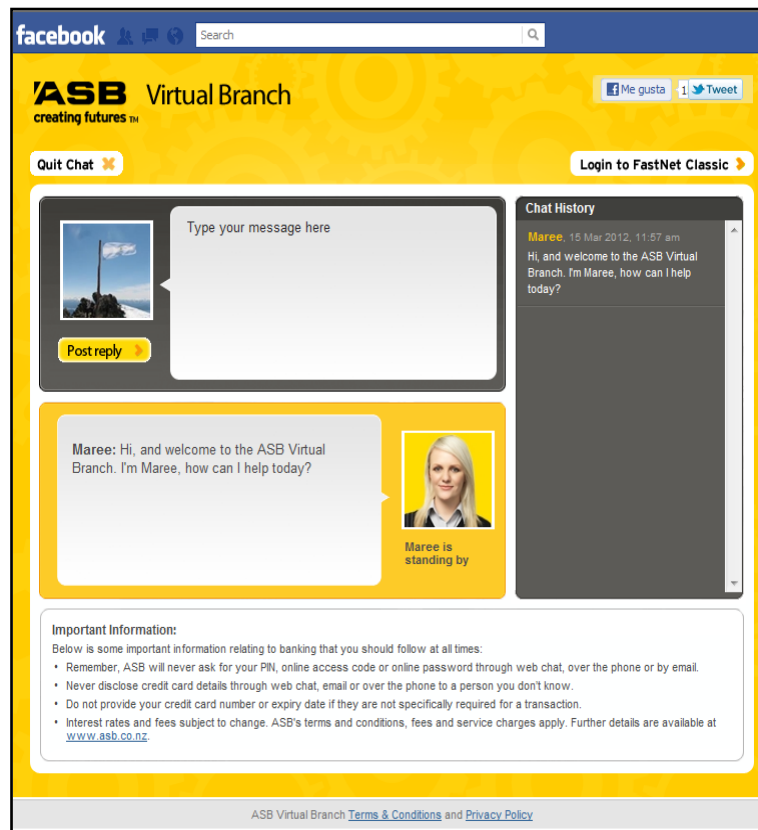 facebook
Search
ASB Virtual Branch
creating futures TM
Me gusta 1 Tweet
Quit Chat
Login to FastNet Classic
Type your message here
Post reply
Chat History
Maree, 15 Mar 2012, 11:57 am
Hi, and welcome to the ASB Virtual
Branch. I'm Maree, how can I help
today?
Maree: Hi, and welcome to the ASB Virtual
Branch. I'm Maree, how can I help today?
Maree is
standing by
Important Information:
Below is some important information relating to banking that you should follow at all times:
• Remember, ASB will never ask for your PIN, online access code or online password through web chat, over the phone or by email.
• Never disclose credit card details through web chat, email or over the phone to a person you don't know.
• Do not provide your credit card number or expiry date if they are not specifically required for a transaction.
• Interest rates and fees subject to change. ASB's terms and conditions, fees and service charges apply. Further details are available at
www.asb.co.nz.
ASB Virtual Branch Terms & Conditions and Privacy Policy